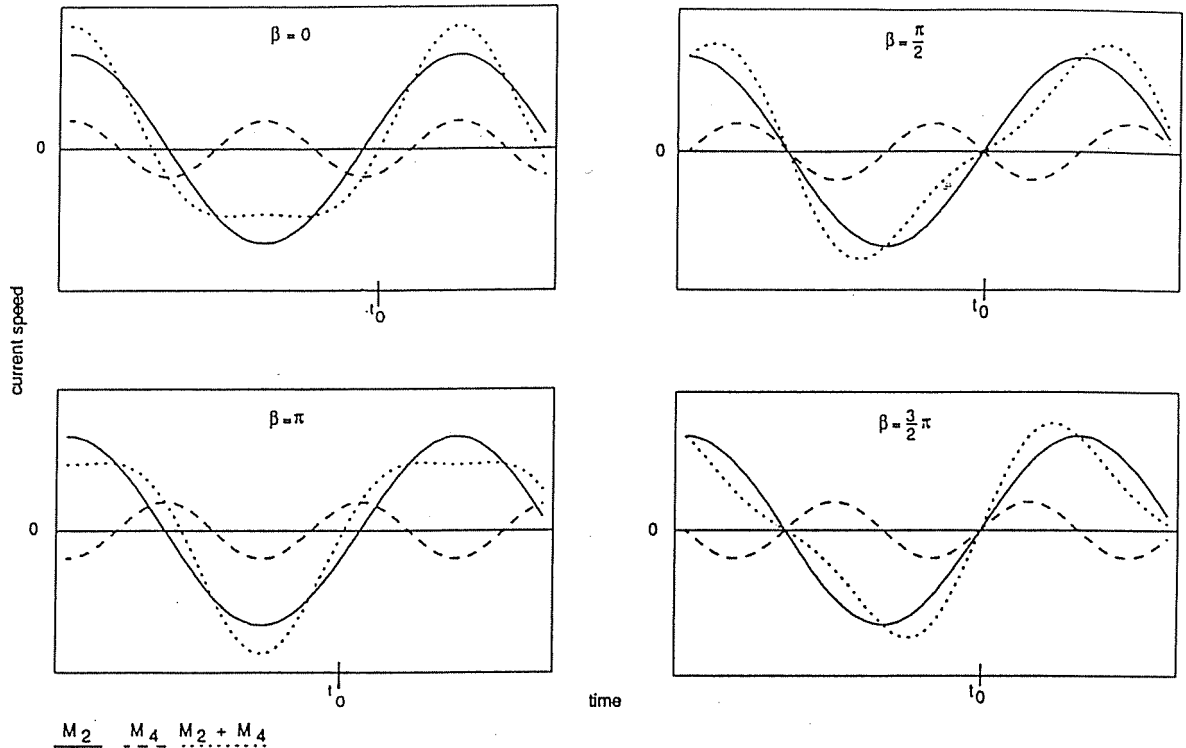 β = 0
0
t₀
β = π/2
0
t₀
current speed
β = π
0
t₀
β = 3/2 π
0
t₀
time
M₂ M₄ M₂ + M₄